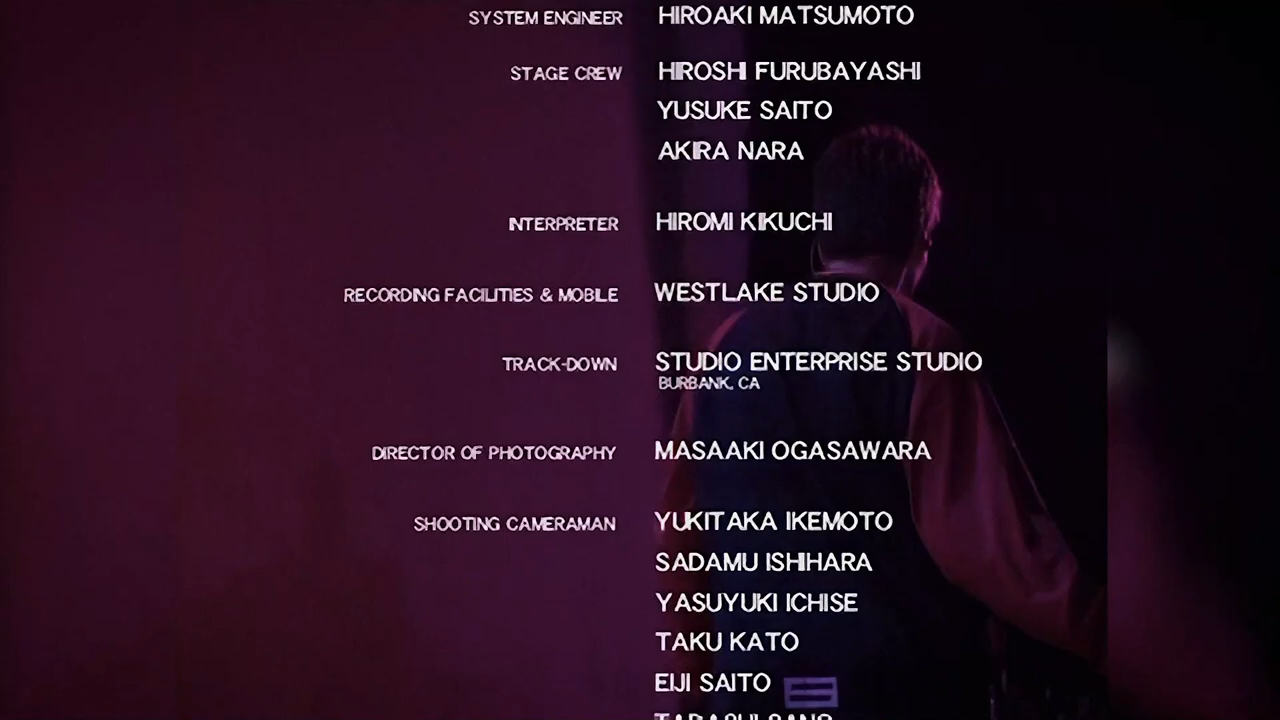 SYSTEM ENGINEER HIROAKI MATSUMOTO
STAGE CREW HIROSHI FURUBAYASHI
YUSUKE SAITO
AKIRA NARA
INTERPRETER HIROMI KIKUCHI
RECORDING FACILITIES & MOBILE WESTLAKE STUDIO
TRACK-DOWN STUDIO ENTERPRISE STUDIO
BURBANK, CA
DIRECTOR OF PHOTOGRAPHY MASAAKI OGASAWARA
SHOOTING CAMERAMAN YUKITAKA IKEMOTO
SADAMU ISHIHARA
YASUYUKI ICHISE
TAKU KATO
EIJI SAITO